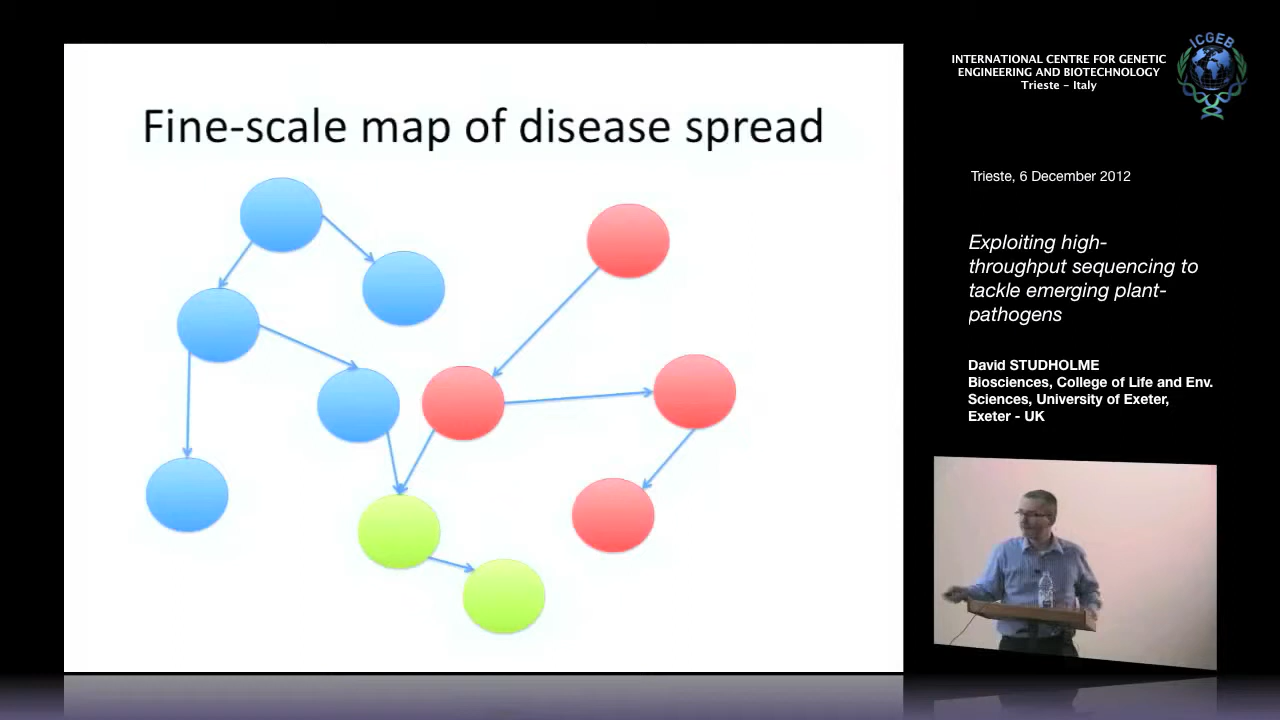 Fine-scale map of disease spread
INTERNATIONAL CENTRE FOR GENETIC
ENGINEERING AND BIOTECHNOLOGY
Trieste – Italy
ICGEB
Trieste, 6 December 2012
Exploiting high-
throughput sequencing to
tackle emerging plant-
pathogens
David STUDHOLME
Biosciences, College of Life and Env.
Sciences, University of Exeter,
Exeter - UK